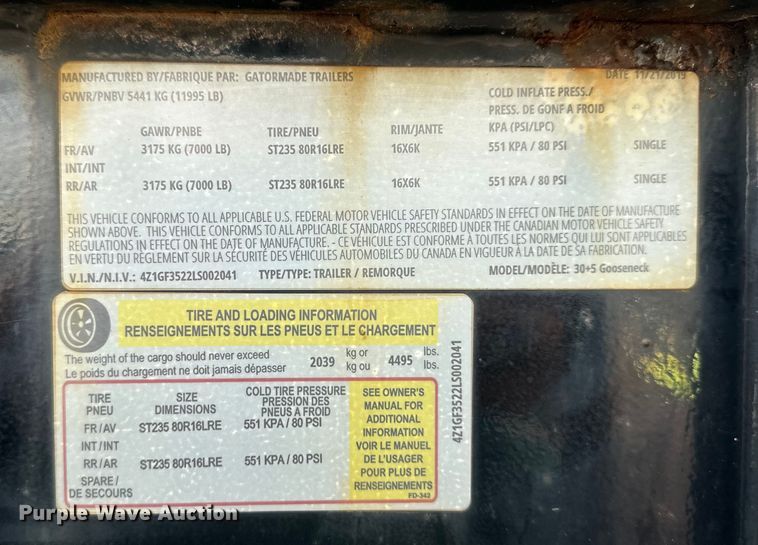 MANUFACTURED BY/FABRIQUE PAR: GATORMADE TRAILERS
DATE 11/21/2019
GVWR/PNBV 5441 KG (11995 LB)
COLD INFLATE PRESS./
PRESS. DE GONF A FROID
GAWR/PNBE TIRE/PNEU RIM/JANTE KPA (PSI/LPC)
FR/AV 3175 KG (7000 LB) ST235 80R16LRE 16X6K 551 KPA / 80 PSI SINGLE
INT/INT
RR/AR 3175 KG (7000 LB) ST235 80R16LRE 16X6K 551 KPA / 80 PSI SINGLE
THIS VEHICLE CONFORMS TO ALL APPLICABLE U.S. FEDERAL MOTOR VEHICLE SAFETY STANDARDS IN EFFECT ON THE DATE OF MANUFACTURE
SHOWN ABOVE. THIS VEHICLE CONFORMS TO ALL APPLICABLE STANDARDS PRESCRIBED UNDER THE CANADIAN MOTOR VEHICLE SAFETY
REGULATIONS IN EFFECT ON THE DATE OF MANUFACTURE. - CE VÉHICULE EST CONFORME À TOUTES LES NORMES QUI LUI SONT APPLICABLES
EN VERTU DU RÈGLEMENT SUR LA SÉCURITÉ DES VÉHICULES AUTOMOBILES DU CANADA EN VIGUEUR À LA DATE DE SA FABRICATION.
V.I.N./N.I.V.: 4Z1GF3522LS002041 TYPE/TYPE: TRAILER / REMORQUE MODEL/MODÈLE: 30+5 Gooseneck
TIRE AND LOADING INFORMATION
RENSEIGNEMENTS SUR LES PNEUS ET LE CHARGEMENT
The weight of the cargo should never exceed 2039 kg or 4495 lbs.
Le poids du chargement ne doit jamais dépasser kg ou lbs.
TIRE SIZE COLD TIRE PRESSURE
PNEU DIMENSIONS PRESSION DES
PNEUS À FROID
FR/AV ST235 80R16LRE 551 KPA / 80 PSI
INT/INT
RR/AR ST235 80R16LRE 551 KPA / 80 PSI
SPARE/
DE SECOURS
SEE OWNER'S
MANUAL FOR
ADDITIONAL
INFORMATION
VOIR LE MANUEL
DE L'USAGER
POUR PLUS DE
RENSEIGNEMENTS
FD-342
4Z1GF3522LS002041
Purple Wave Auction